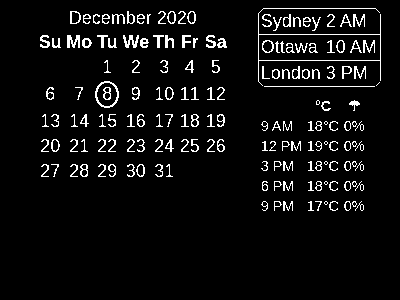 December 2020
Su Mo Tu We Th Fr Sa
1 2 3 4 5
6 7 8 9 10 11 12
13 14 15 16 17 18 19
20 21 22 23 24 25 26
27 28 29 30 31
Sydney 2 AM
Ottawa 10 AM
London 3 PM
°C ☂
9 AM 18°C 0%
12 PM 19°C 0%
3 PM 18°C 0%
6 PM 18°C 0%
9 PM 17°C 0%